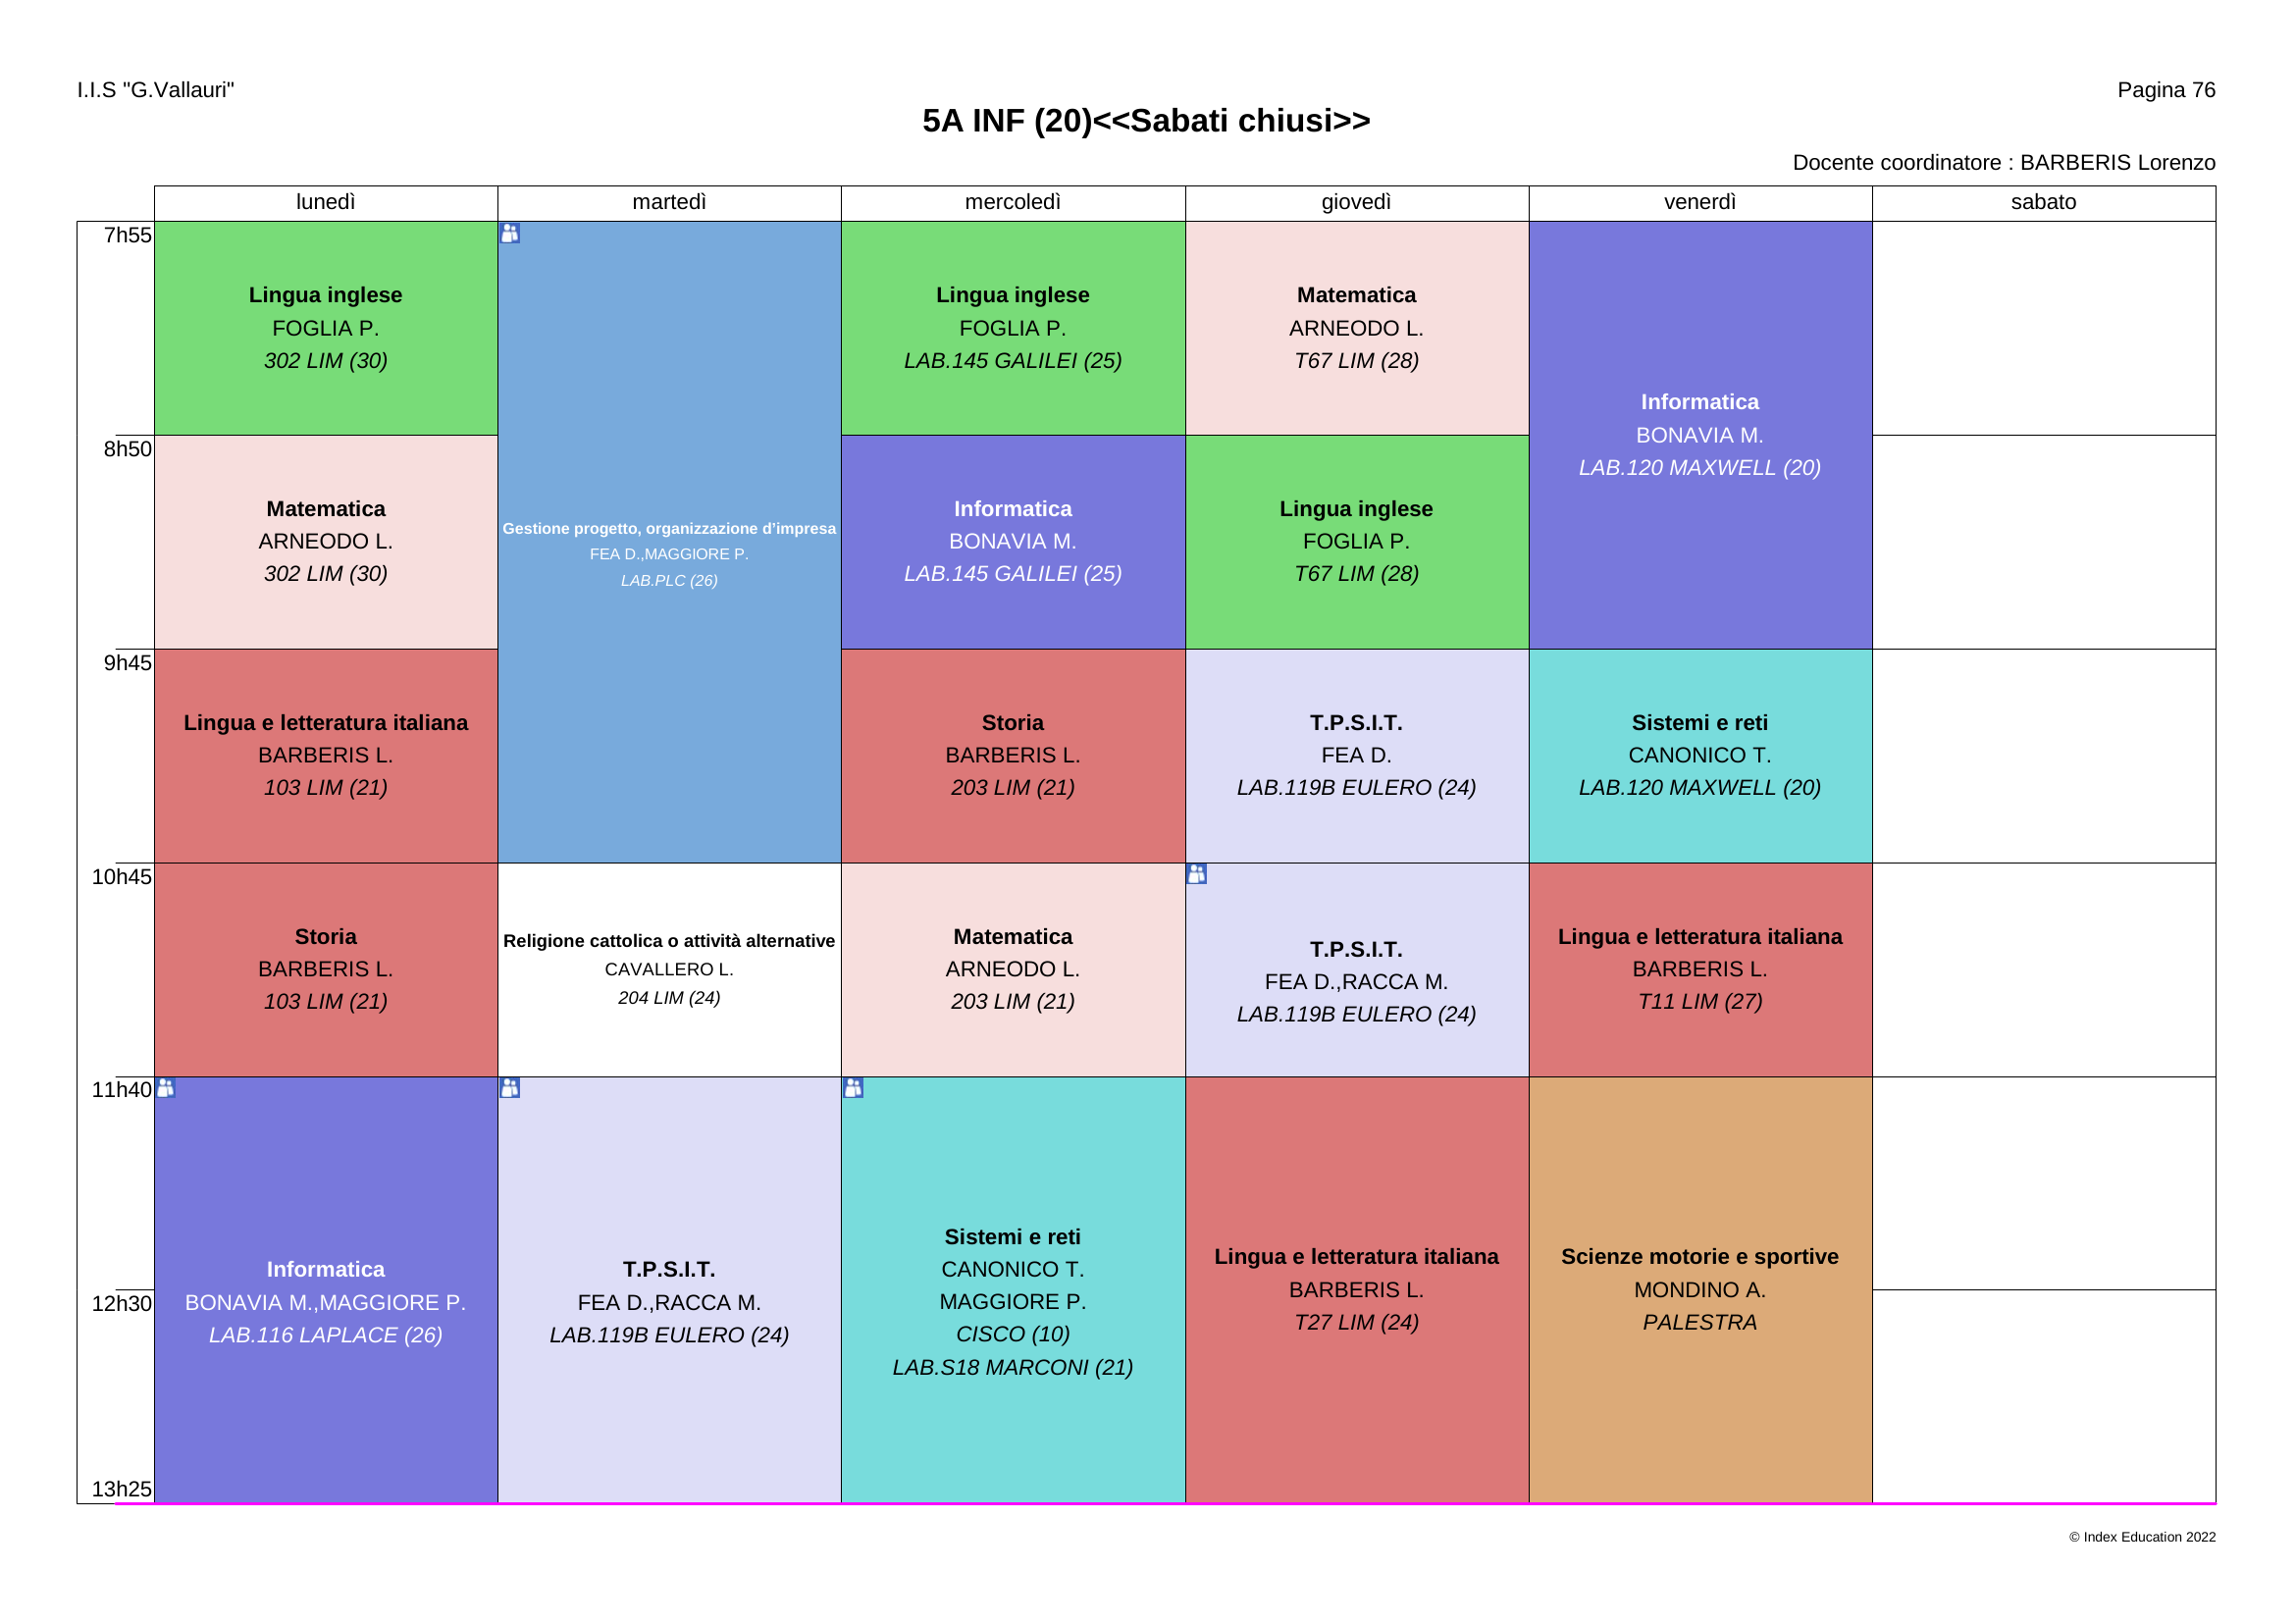 I.I.S "G.Vallauri"
Pagina 76
5A INF (20)<<Sabati chiusi>>
Docente coordinatore : BARBERIS Lorenzo
lunedì
martedì
mercoledì
giovedì
venerdì
sabato
7h55
Lingua inglese
FOGLIA P.
302 LIM (30)
Gestione progetto, organizzazione d’impresa
FEA D.,MAGGIORE P.
LAB.PLC (26)
Lingua inglese
FOGLIA P.
LAB.145 GALILEI (25)
Matematica
ARNEODO L.
T67 LIM (28)
Informatica
BONAVIA M.
LAB.120 MAXWELL (20)
8h50
Matematica
ARNEODO L.
302 LIM (30)
Informatica
BONAVIA M.
LAB.145 GALILEI (25)
Lingua inglese
FOGLIA P.
T67 LIM (28)
9h45
Lingua e letteratura italiana
BARBERIS L.
103 LIM (21)
Storia
BARBERIS L.
203 LIM (21)
T.P.S.I.T.
FEA D.
LAB.119B EULERO (24)
Sistemi e reti
CANONICO T.
LAB.120 MAXWELL (20)
10h45
Storia
BARBERIS L.
103 LIM (21)
Religione cattolica o attività alternative
CAVALLERO L.
204 LIM (24)
Matematica
ARNEODO L.
203 LIM (21)
T.P.S.I.T.
FEA D.,RACCA M.
LAB.119B EULERO (24)
Lingua e letteratura italiana
BARBERIS L.
T11 LIM (27)
11h40
Informatica
BONAVIA M.,MAGGIORE P.
LAB.116 LAPLACE (26)
T.P.S.I.T.
FEA D.,RACCA M.
LAB.119B EULERO (24)
Sistemi e reti
CANONICO T.
MAGGIORE P.
CISCO (10)
LAB.S18 MARCONI (21)
Lingua e letteratura italiana
BARBERIS L.
T27 LIM (24)
Scienze motorie e sportive
MONDINO A.
PALESTRA
12h30
13h25
© Index Education 2022